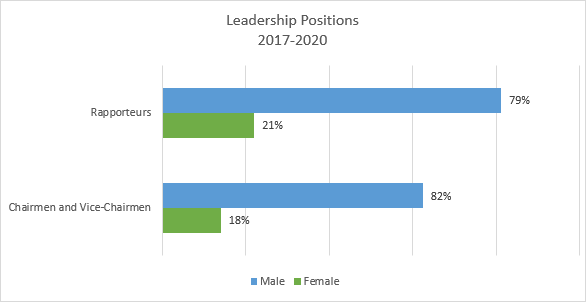 Leadership Positions
2017-2020
Rapporteurs
79%
21%
Chairmen and Vice-Chairmen
82%
18%
Male Female